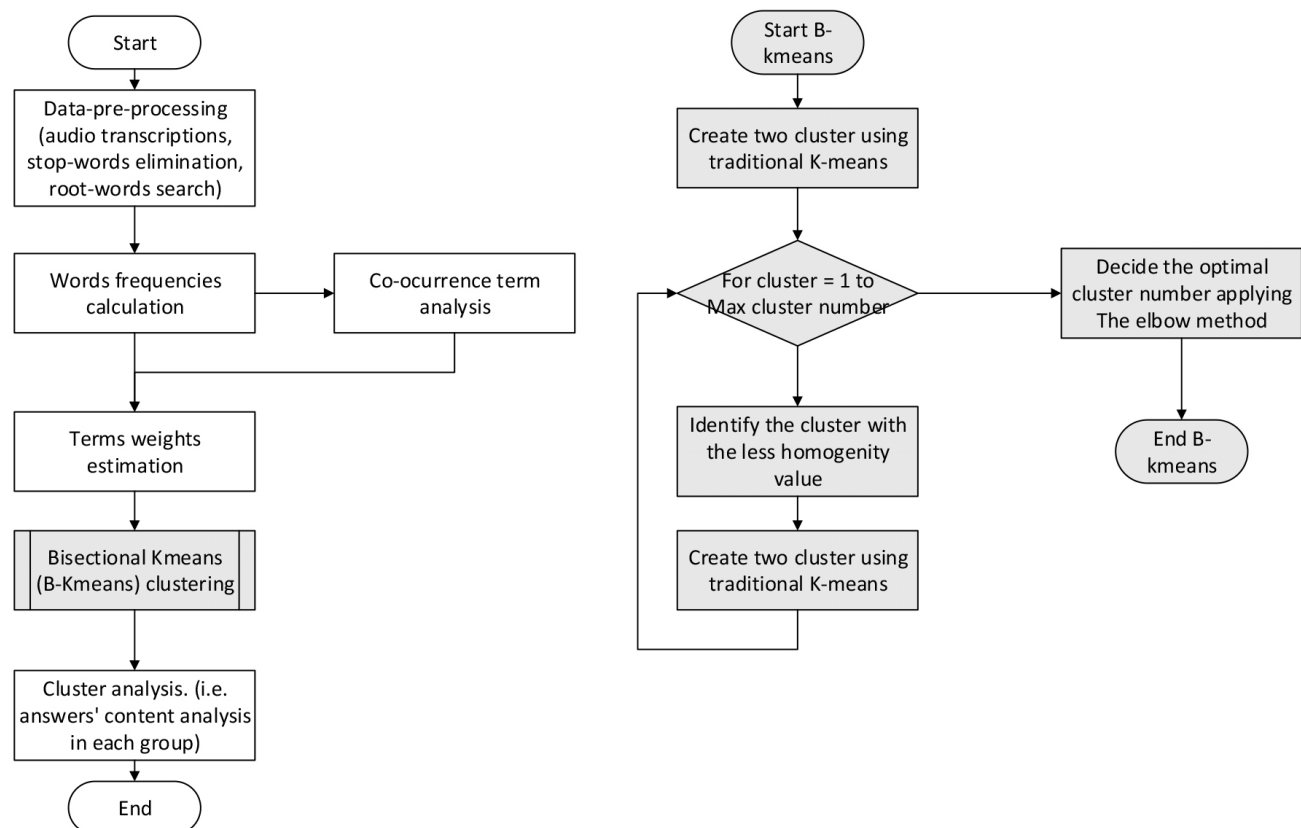 Start
Data-pre-processing
(audio transcriptions,
stop-words elimination,
root-words search)
Words frequencies
calculation
Co-ocurrence term
analysis
Terms weights
estimation
Bisectional Kmeans
(B-Kmeans) clustering
Cluster analysis. (i.e.
answers' content analysis
in each group)
End
Start B-
kmeans
Create two cluster using
traditional K-means
For cluster = 1 to
Max cluster number
Decide the optimal
cluster number applying
The elbow method
End B-
kmeans
Identify the cluster with
the less homogenity
value
Create two cluster using
traditional K-means